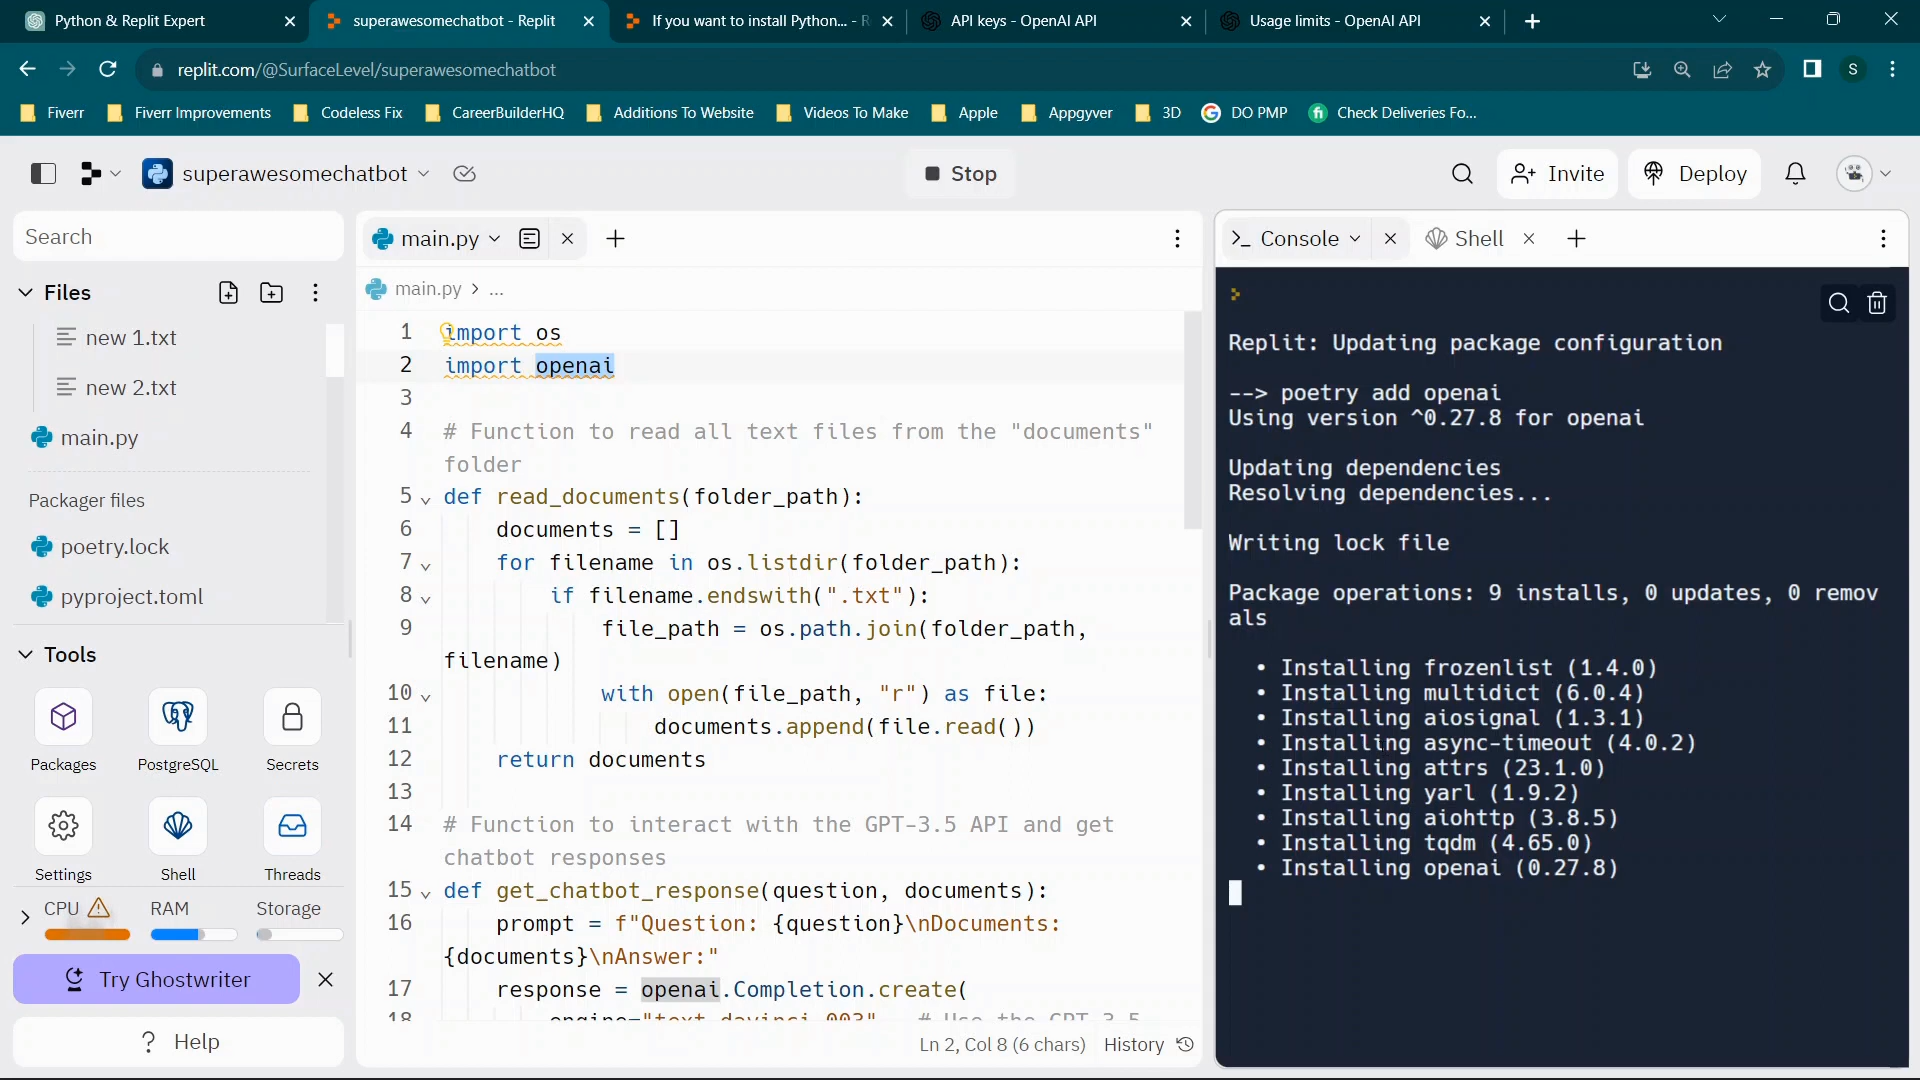 Python & Replit Expert
superawesomechatbot - Replit
If you want to install Python... - R
API keys - OpenAI API
Usage limits - OpenAI API
replit.com/@SurfaceLevel/superawesomechatbot
S
Fiverr
Fiverr Improvements
Codeless Fix
CareerBuilderHQ
Additions To Website
Videos To Make
Apple
Appgyver
3D
DO PMP
Check Deliveries Fo...
superawesomechatbot
Stop
Invite
Deploy
Search
Files
new 1.txt
new 2.txt
main.py
Packager files
poetry.lock
pyproject.toml
Tools
Packages
PostgreSQL
Secrets
Settings
Shell
Threads
CPU
RAM
Storage
Try Ghostwriter
? Help
main.py
main.py > ...
1 import os
2 import openai
3
4 # Function to read all text files from the "documents"
folder
5 def read_documents(folder_path):
6 documents = []
7 for filename in os.listdir(folder_path):
8 if filename.endswith(".txt"):
9 file_path = os.path.join(folder_path,
filename)
10 with open(file_path, "r") as file:
11 documents.append(file.read())
12 return documents
13
14 # Function to interact with the GPT-3.5 API and get
chatbot responses
15 def get_chatbot_response(question, documents):
16 prompt = f"Question: {question}\nDocuments:
{documents}\nAnswer:"
17 response = openai.Completion.create(
18 engine="text-davinci-003" # Use the GPT-3.5
Ln 2, Col 8 (6 chars)
History
Console
Shell
Replit: Updating package configuration
--> poetry add openai
Using version ^0.27.8 for openai
Updating dependencies
Resolving dependencies...
Writing lock file
Package operations: 9 installs, 0 updates, 0 remov
als
• Installing frozenlist (1.4.0)
• Installing multidict (6.0.4)
• Installing aiosignal (1.3.1)
• Installing async-timeout (4.0.2)
• Installing attrs (23.1.0)
• Installing yarl (1.9.2)
• Installing aiohttp (3.8.5)
• Installing tqdm (4.65.0)
• Installing openai (0.27.8)